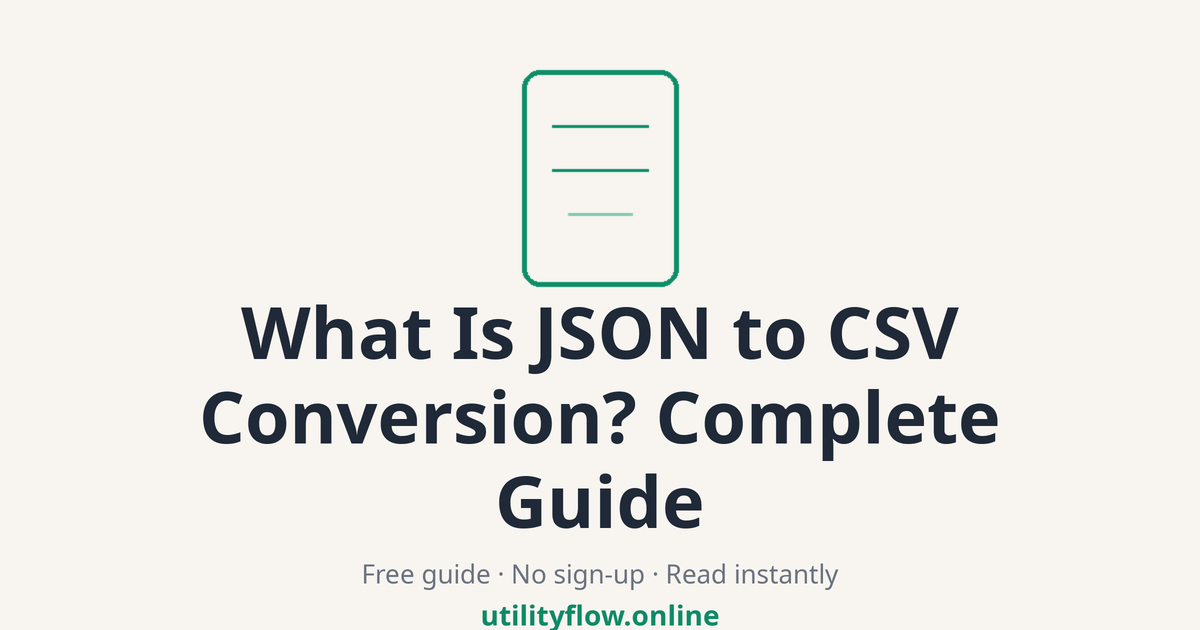 What Is JSON to CSV
Conversion? Complete
Guide
Free guide · No sign-up · Read instantly
utilityflow.online